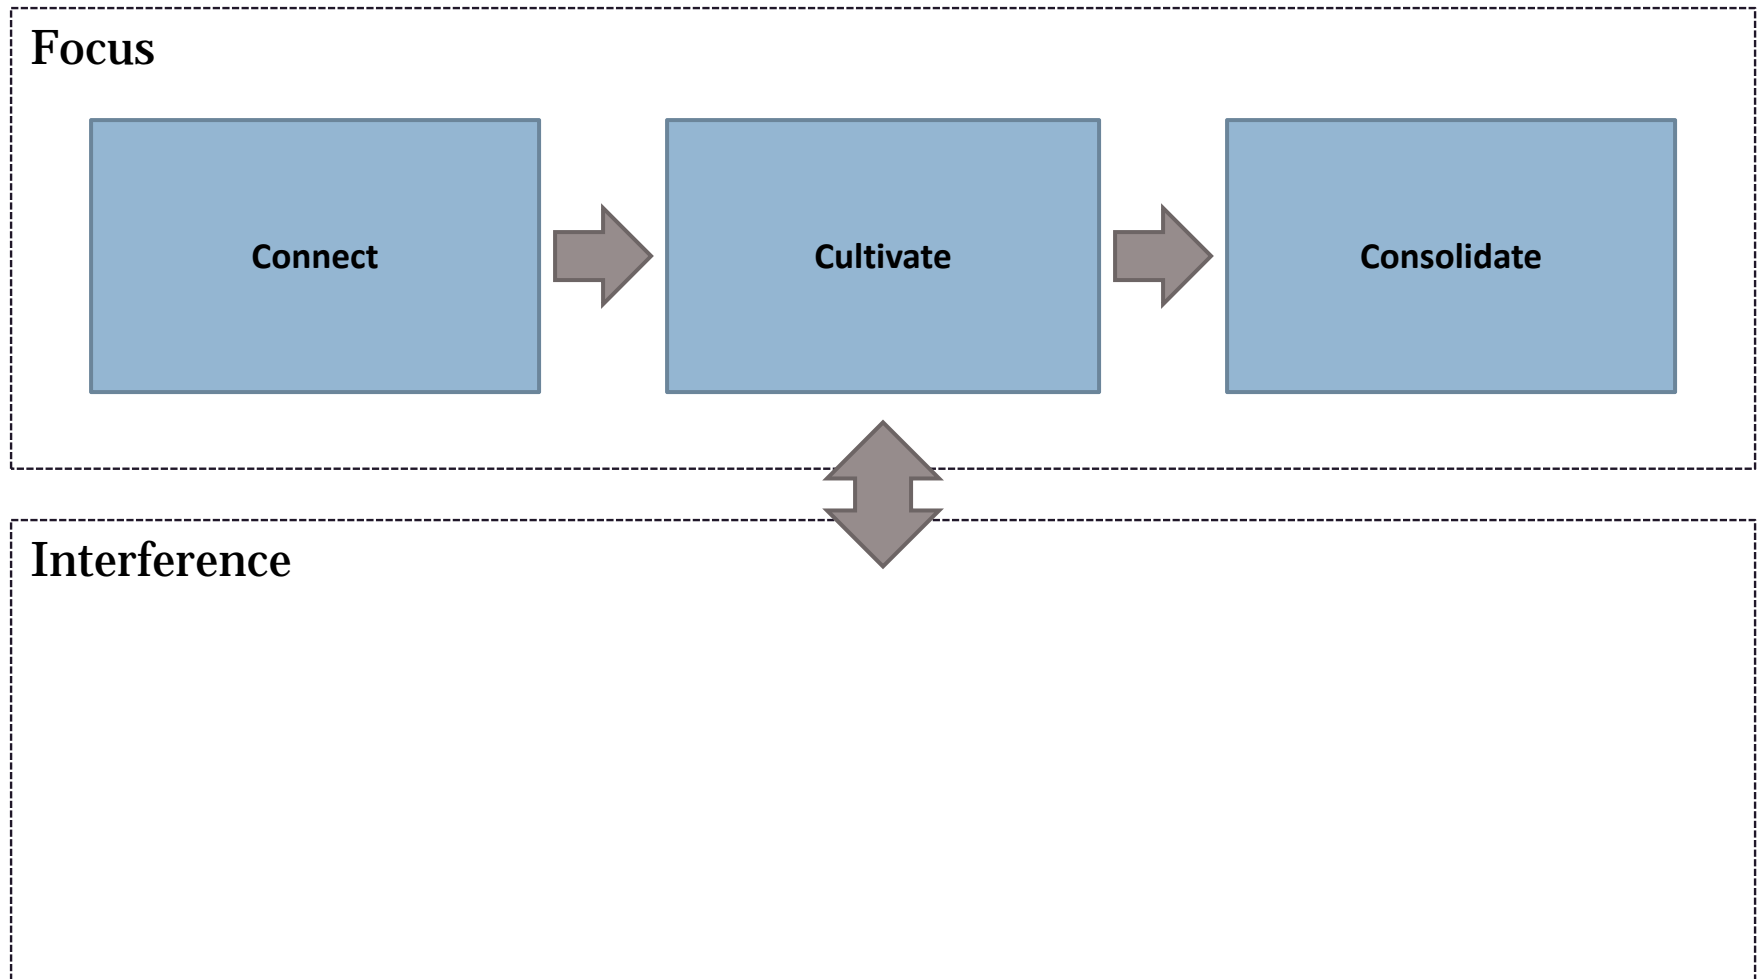 Focus
Connect
Cultivate
Consolidate
Interference